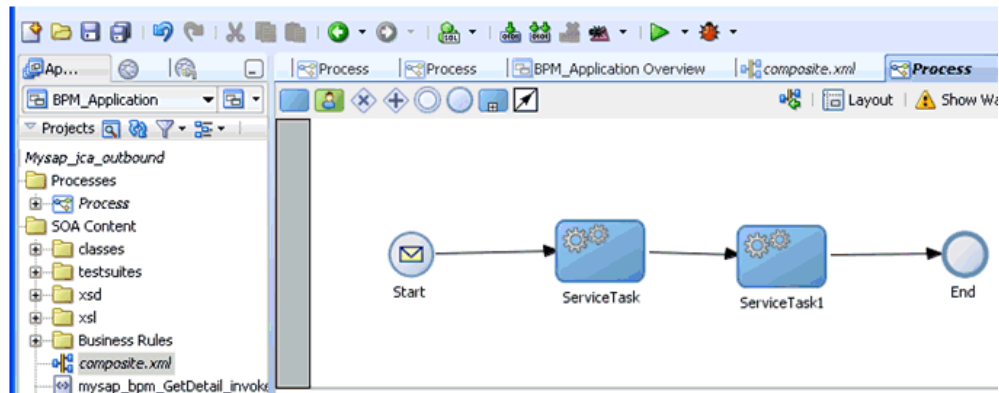 Ap...
Process
Process
BPM_Application Overview
composite.xml
Process
BPM_Application
Layout
Show Wa
Projects
Mysap_jca_outbound
Processes
Process
SOA Content
classes
testsuites
xsd
xsl
Business Rules
composite.xml
mysap_bpm_GetDetail_invoke
Start
ServiceTask
ServiceTask1
End